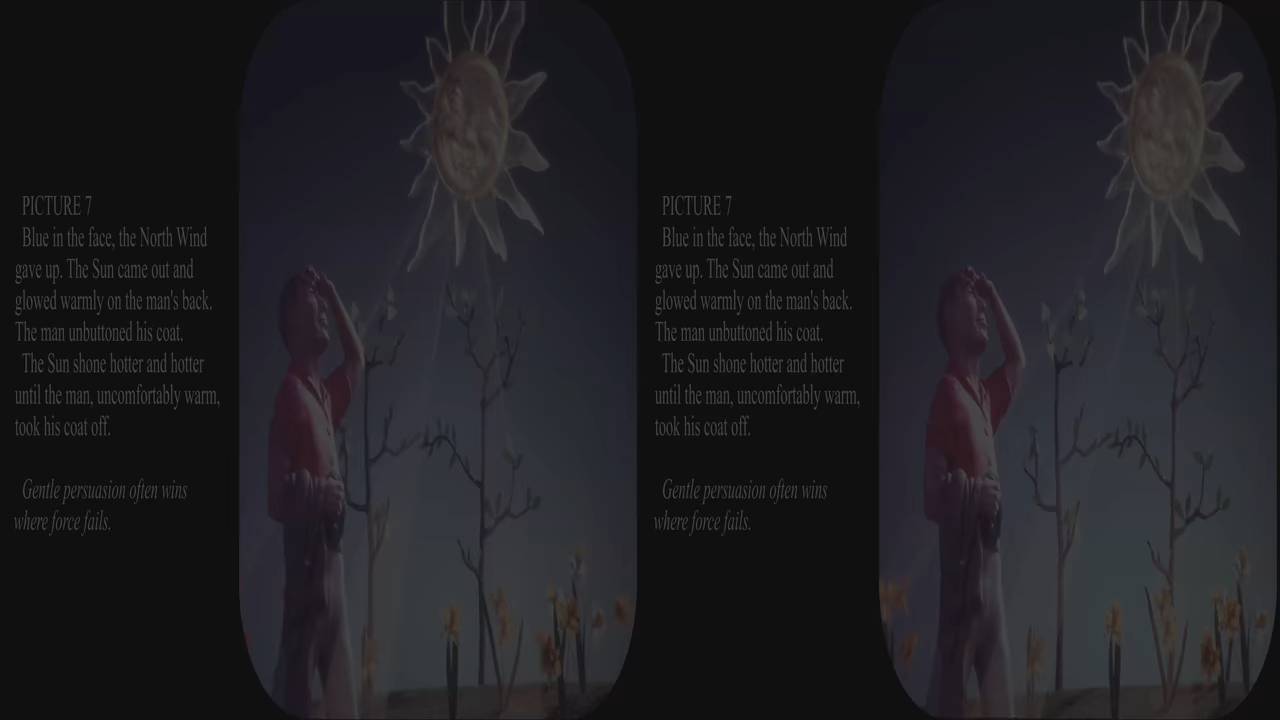 PICTURE 7
Blue in the face, the North Wind
gave up. The Sun came out and
glowed warmly on the man's back.
The man unbuttoned his coat.
The Sun shone hotter and hotter
until the man, uncomfortably warm,
took his coat off.
Gentle persuasion often wins
where force fails.
PICTURE 7
Blue in the face, the North Wind
gave up. The Sun came out and
glowed warmly on the man's back.
The man unbuttoned his coat.
The Sun shone hotter and hotter
until the man, uncomfortably warm,
took his coat off.
Gentle persuasion often wins
where force fails.